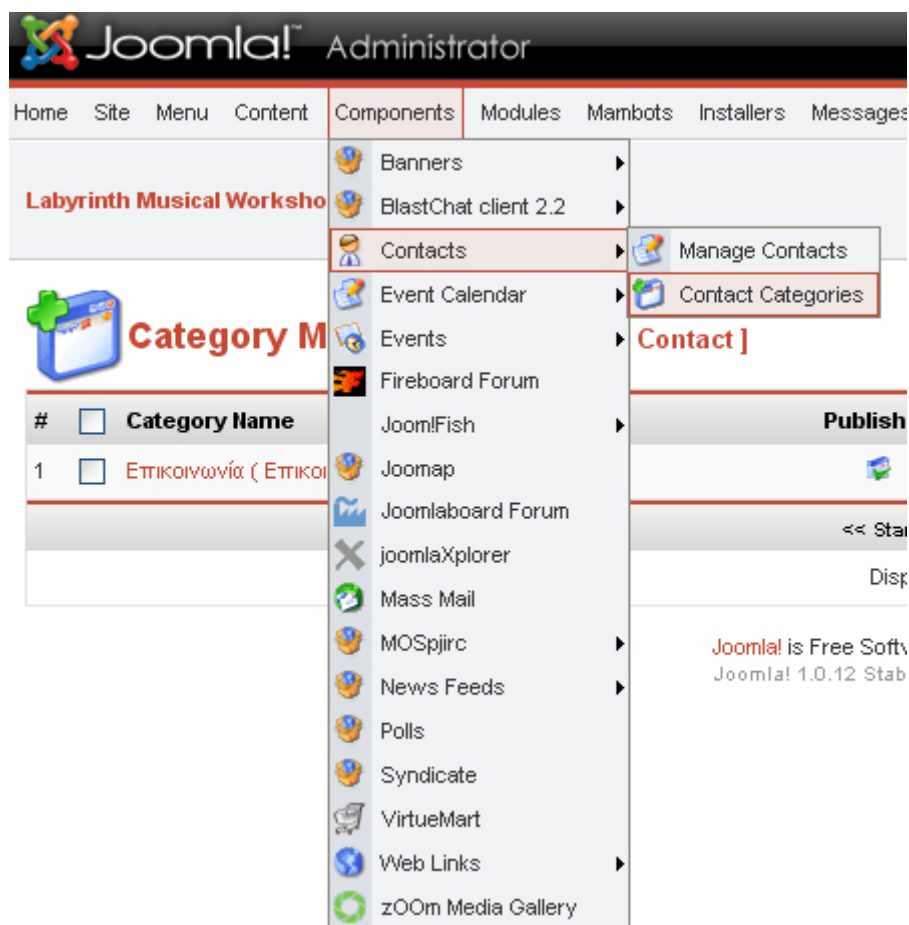 Joomla!™ Administrator
Home Site Menu Content Components Modules Mambots Installers Messages
Labyrinth Musical Worksho
Banners
BlastChat client 2.2
Contacts
Manage Contacts
Contact Categories
Event Calendar
Events
Category M Contact ]
Fireboard Forum
# Category Name Publish
Joom!Fish
1 Επικοινωνία ( Επικοι
Joomap
Joomlaboard Forum
<< Star
joomlaXplorer
Disp
Mass Mail
MOSpjirc
Joomla! is Free Softv
News Feeds
Joomla! 1.0.12 Stab
Polls
Syndicate
VirtueMart
Web Links
zOOm Media Gallery